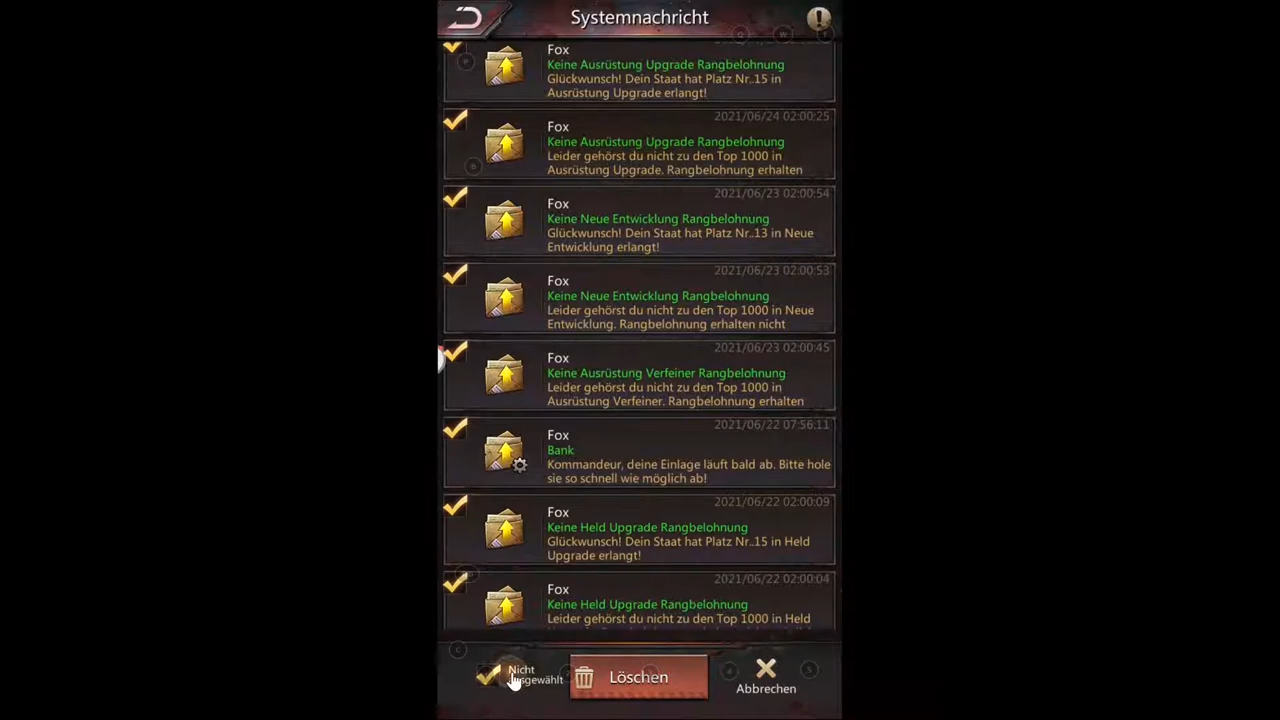 Systemnachricht
Fox
Keine Ausrüstung Upgrade Rangbelohnung
Glückwunsch! Dein Staat hat Platz Nr..15 in
Ausrüstung Upgrade erlangt!
2021/06/24 02:00:25
Fox
Keine Ausrüstung Upgrade Rangbelohnung
Leider gehörst du nicht zu den Top 1000 in
Ausrüstung Upgrade. Rangbelohnung erhalten
2021/06/23 02:00:54
Fox
Keine Neue Entwicklung Rangbelohnung
Glückwunsch! Dein Staat hat Platz Nr..13 in Neue
Entwicklung erlangt!
2021/06/23 02:00:53
Fox
Keine Neue Entwicklung Rangbelohnung
Leider gehörst du nicht zu den Top 1000 in Neue
Entwicklung. Rangbelohnung erhalten nicht
2021/06/23 02:00:45
Fox
Keine Ausrüstung Verfeiner Rangbelohnung
Leider gehörst du nicht zu den Top 1000 in
Ausrüstung Verfeiner. Rangbelohnung erhalten
2021/06/22 07:56:11
Fox
Bank
Kommandeur, deine Einlage läuft bald ab. Bitte hole
sie so schnell wie möglich ab!
2021/06/22 02:00:09
Fox
Keine Held Upgrade Rangbelohnung
Glückwunsch! Dein Staat hat Platz Nr..15 in Held
Upgrade erlangt!
2021/06/22 02:00:04
Fox
Keine Held Upgrade Rangbelohnung
Leider gehörst du nicht zu den Top 1000 in Held
Nicht
ausgewählt
Löschen
Abbrechen